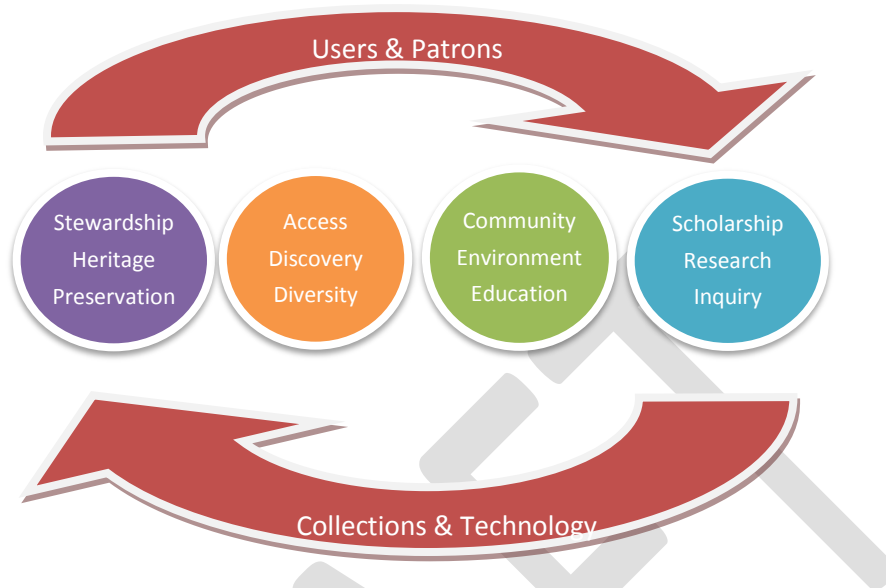 Users & Patrons
Stewardship
Heritage
Preservation
Access
Discovery
Diversity
Community
Environment
Education
Scholarship
Research
Inquiry
Collections & Technology